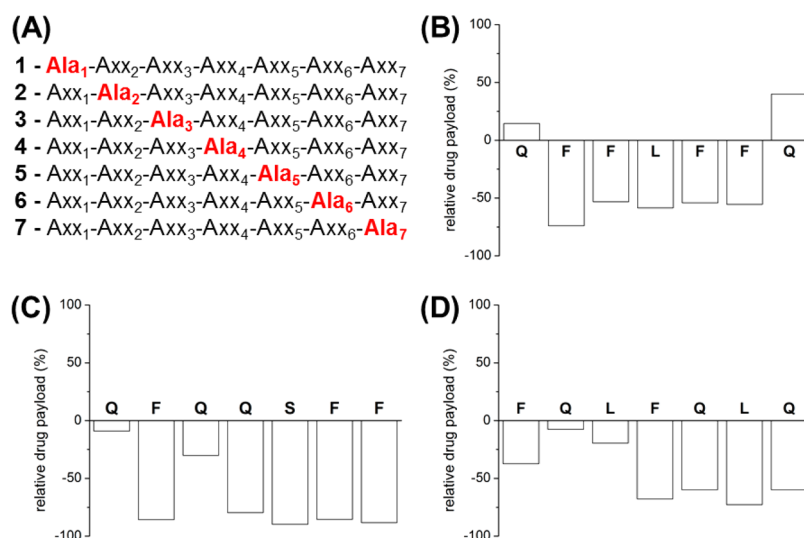 (A)
1 - Ala₁-Axx₂-Axx₃-Axx₄-Axx₅-Axx₆-Axx₇
2 - Axx₁-Ala₂-Axx₃-Axx₄-Axx₅-Axx₆-Axx₇
3 - Axx₁-Axx₂-Ala₃-Axx₄-Axx₅-Axx₆-Axx₇
4 - Axx₁-Axx₂-Axx₃-Ala₄-Axx₅-Axx₆-Axx₇
5 - Axx₁-Axx₂-Axx₃-Axx₄-Ala₅-Axx₆-Axx₇
6 - Axx₁-Axx₂-Axx₃-Axx₄-Axx₅-Ala₆-Axx₇
7 - Axx₁-Axx₂-Axx₃-Axx₄-Axx₅-Axx₆-Ala₇
(B)
relative drug payload (%)
100
50
0
-50
-100
Q F F L F F Q
(C)
relative drug payload (%)
100
50
0
-50
-100
Q F Q Q S F F
(D)
relative drug payload (%)
100
50
0
-50
-100
F Q L F Q L Q